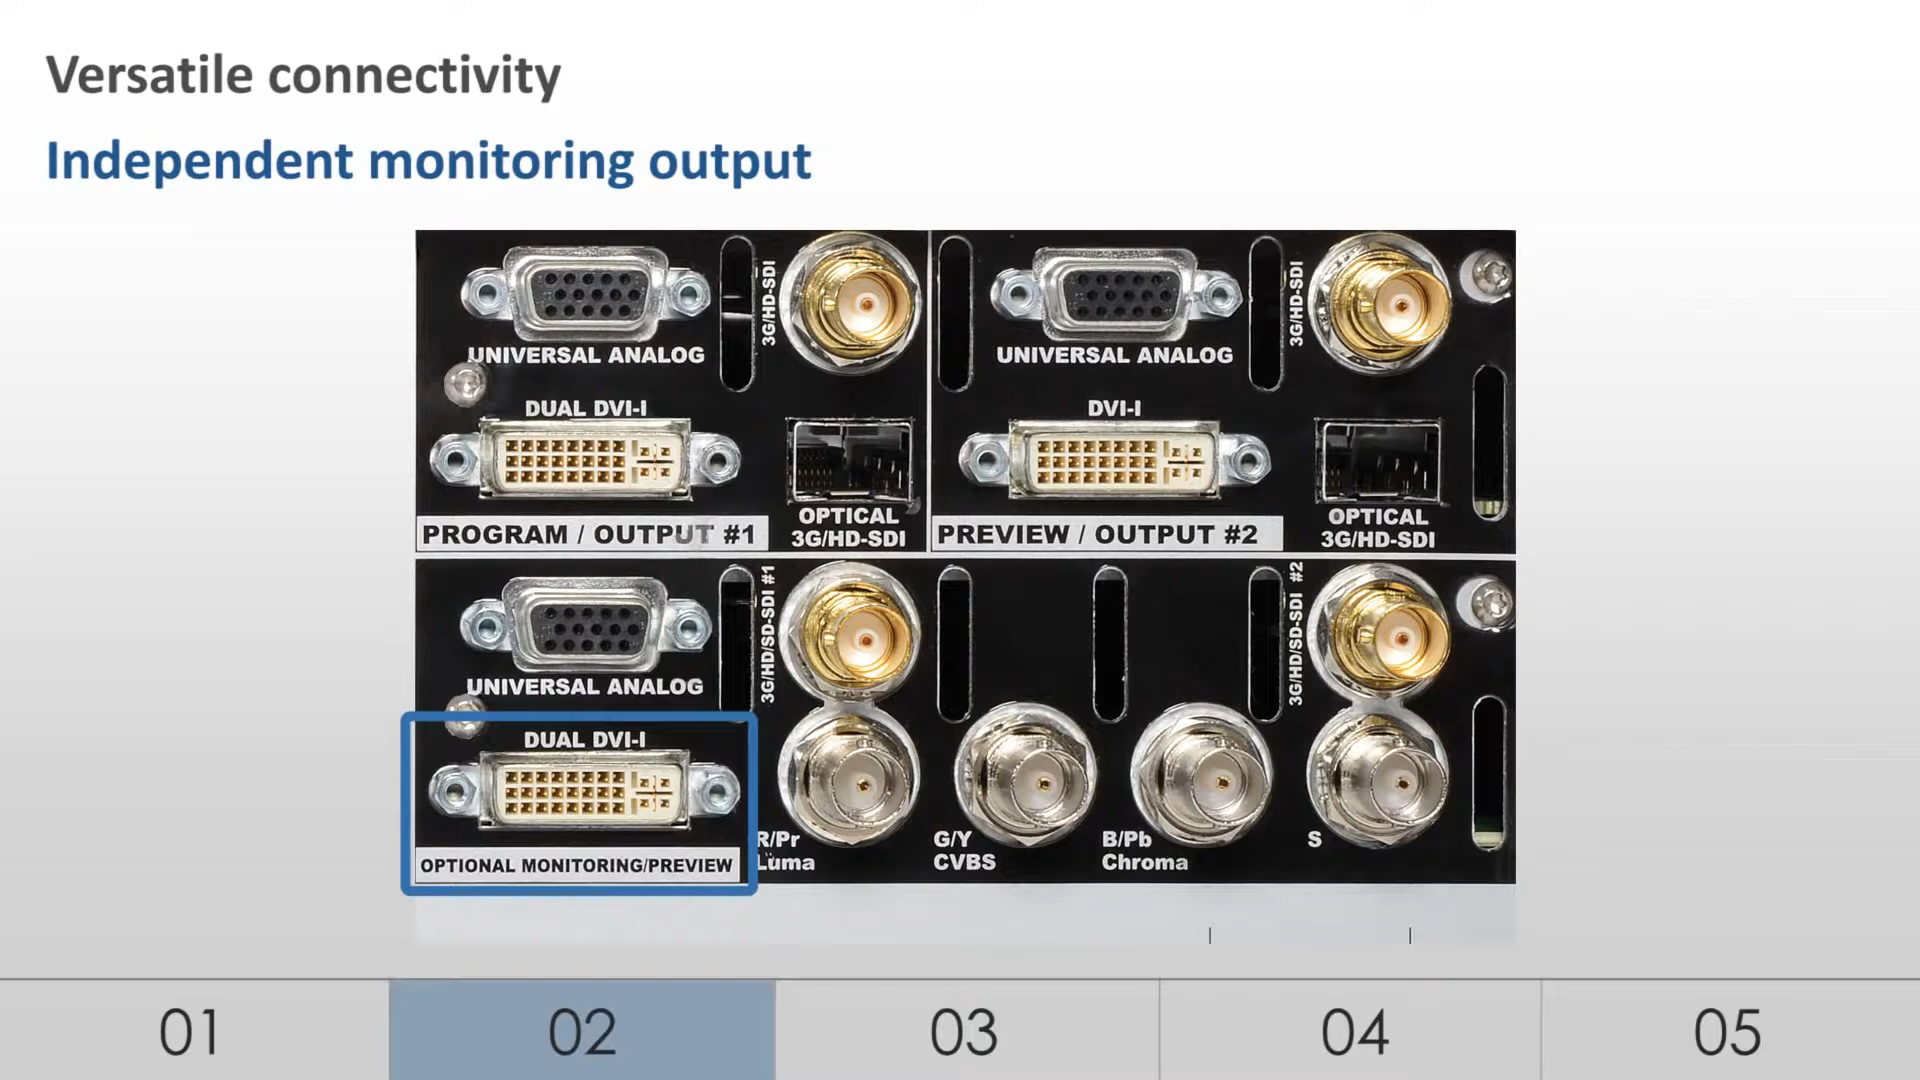 Versatile connectivity
Independent monitoring output
UNIVERSAL ANALOG
3G/HD-SDI
DUAL DVI-I
OPTICAL
3G/HD-SDI
PROGRAM / OUTPUT #1
UNIVERSAL ANALOG
3G/HD-SDI
DVI-I
OPTICAL
3G/HD-SDI
PREVIEW / OUTPUT #2
UNIVERSAL ANALOG
3G/HD/SD-SDI #1
3G/HD/SD-SDI #2
DUAL DVI-I
OPTIONAL MONITORING/PREVIEW
R/Pr
Luma
G/Y
CVBS
B/Pb
Chroma
S
01
02
03
04
05